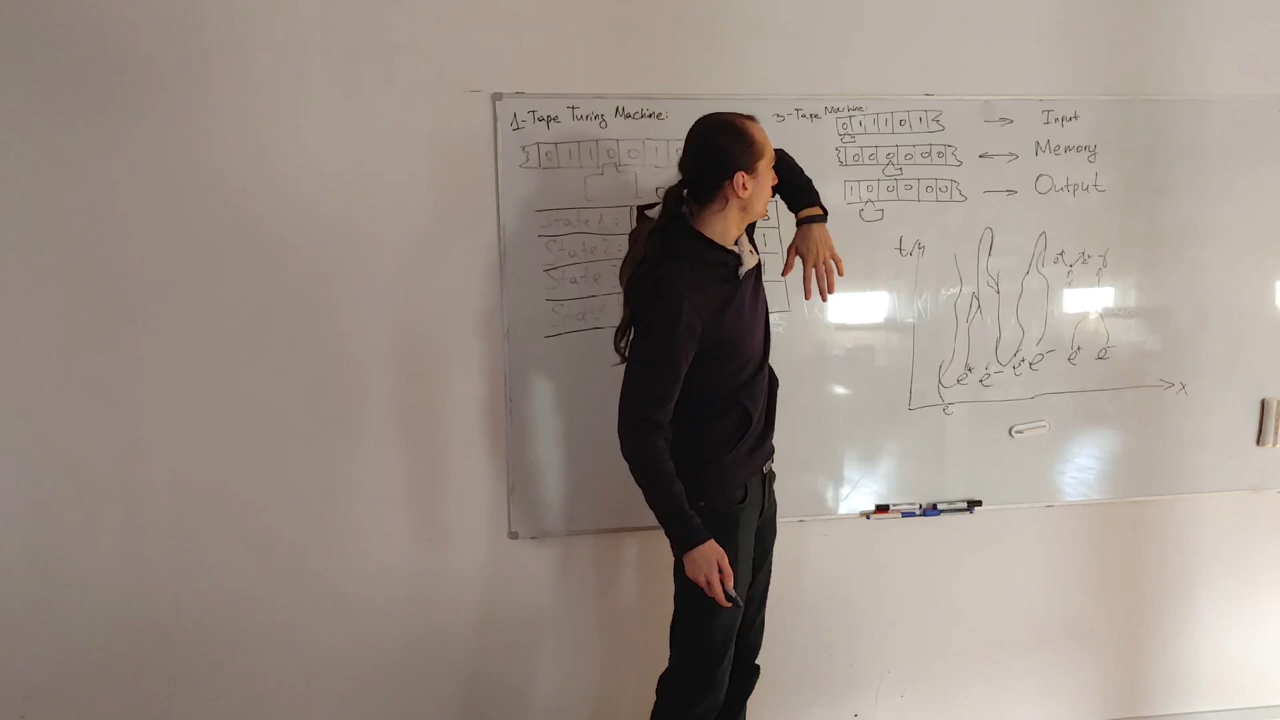 1-Tape Turing Machine:
0 1 1 0 0 1
State 1:
State 2:
State
State
3-Tape Machine:
0 1 1 1 0 1 → Input
0 0 0 0 0 0 ↔ Memory
1 0 0 0 0 0 → Output
e⁺ e⁻ e⁺ e⁻ e⁺ e⁻
x
e